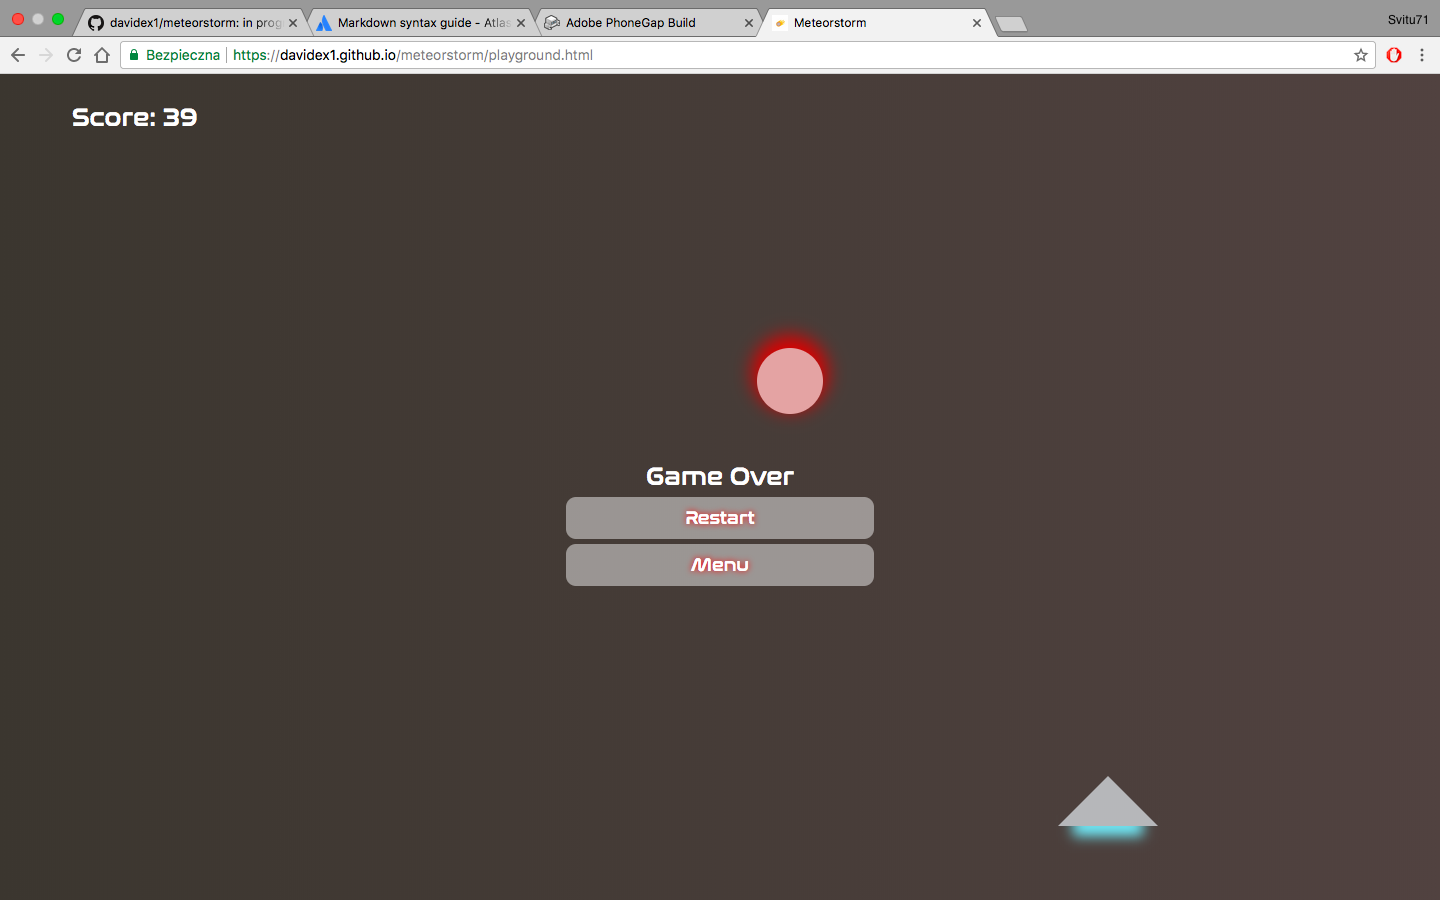 davidex1/meteorstorm: in prog
Markdown syntax guide - Atlas
Adobe PhoneGap Build
Meteorstorm
Svitu71
Bezpieczna
https://davidex1.github.io/meteorstorm/playground.html
Score: 39
Game Over
Restart
Menu